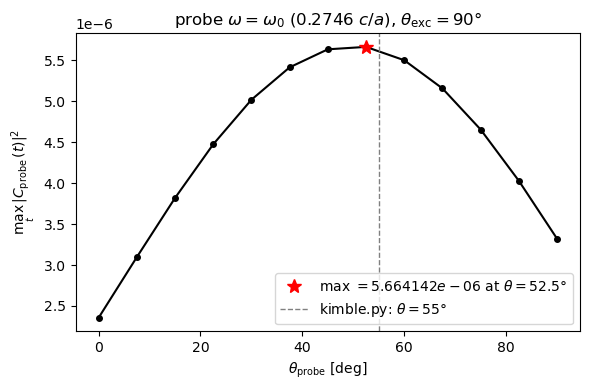 probe ω = ω₀ (0.2746 c/a), θ_exc = 90°
1e−6
5.5
5.0
4.5
4.0
3.5
3.0
2.5
max_t |C_probe (t)|²
max = 5.664142e − 06 at θ = 52.5°
kimble.py: θ = 55°
0 20 40 60 80
θ_probe [deg]